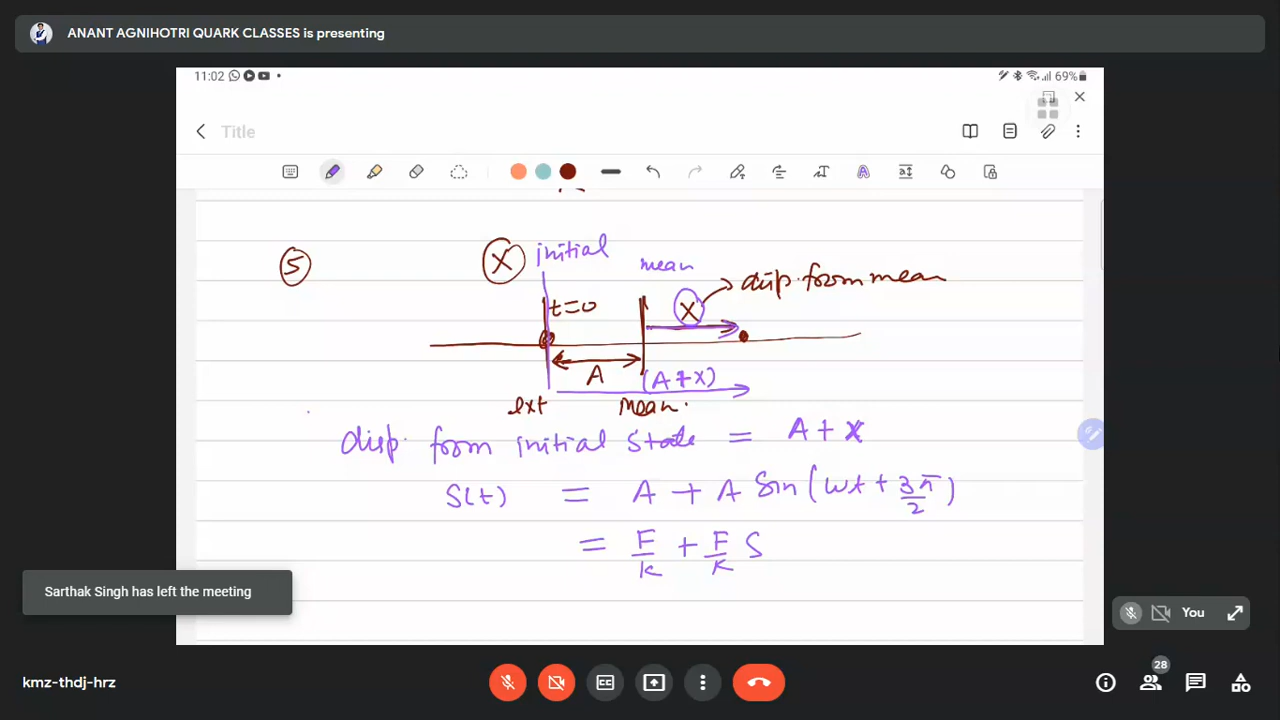 ANANT AGNIHOTRI QUARK CLASSES is presenting
11:02 69%
Title
5 X initial mean disp. from mean
t=0 X
A (A+X)
ext mean.
disp. from initial state = A + X
S(t) = A + A Sin(ωt + 3π/2)
= F/K + F/K S
Sarthak Singh has left the meeting
You
kmz-thdj-hrz
28